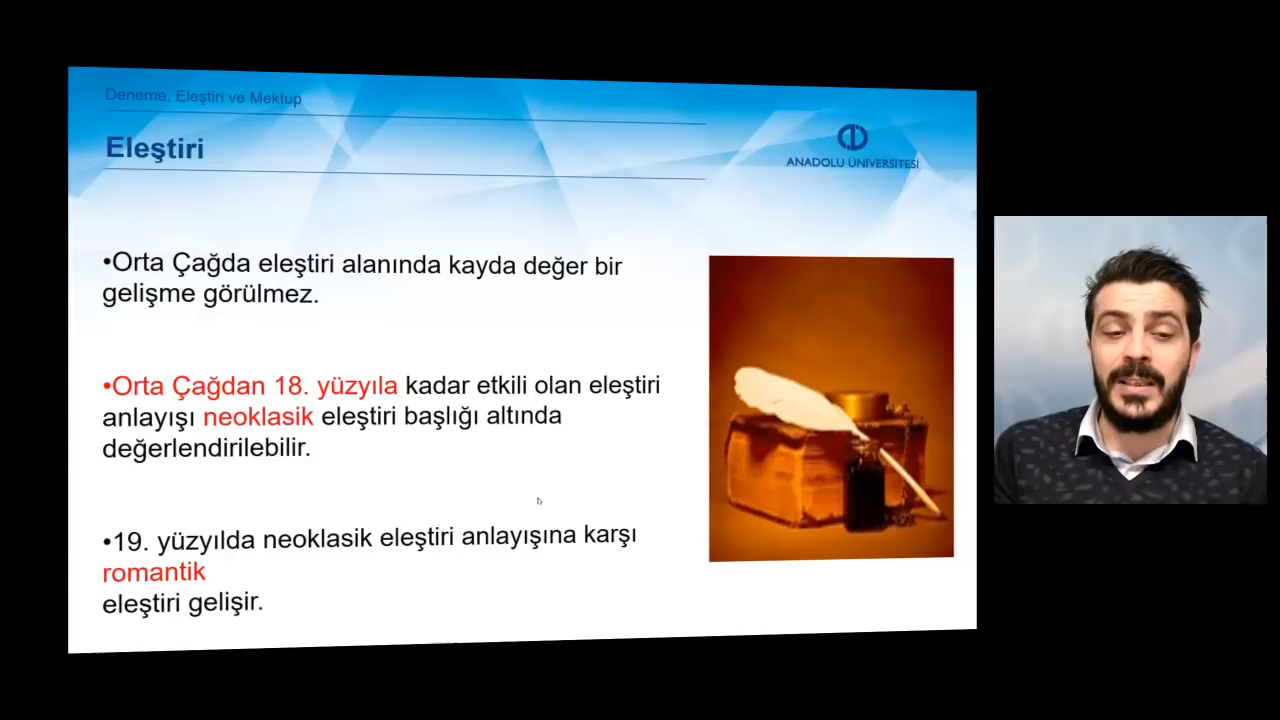 Deneme, Eleştiri ve Mektup
Eleştiri
ANADOLU ÜNİVERSİTESİ
•Orta Çağda eleştiri alanında kayda değer bir
gelişme görülmez.
•Orta Çağdan 18. yüzyıla kadar etkili olan eleştiri
anlayışı neoklasik eleştiri başlığı altında
değerlendirilebilir.
•19. yüzyılda neoklasik eleştiri anlayışına karşı
romantik
eleştiri gelişir.